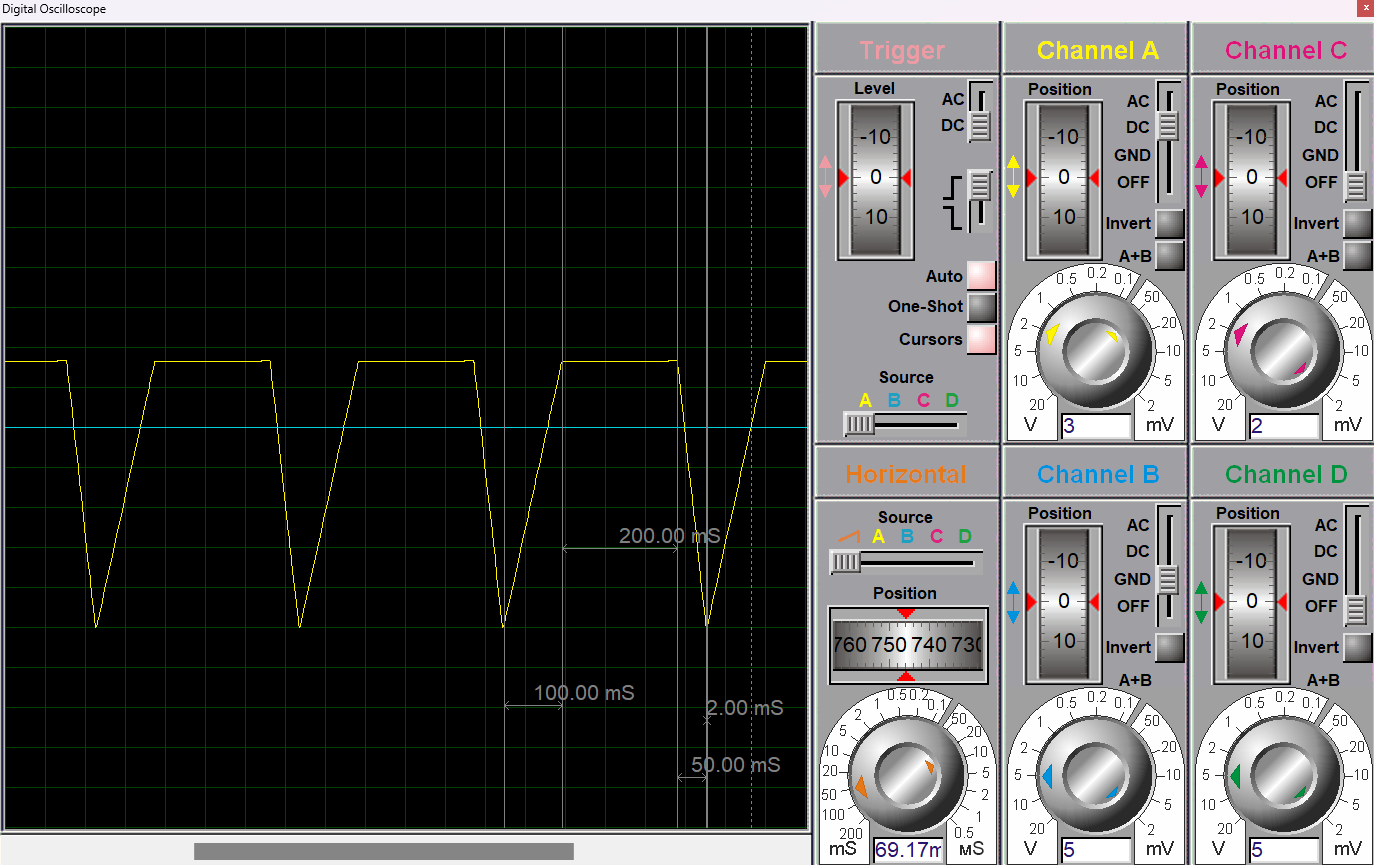 Digital Oscilloscope
x
200.00 mS
100.00 mS
2.00 mS
50.00 mS
Trigger
Level
-10
0
10
AC
DC
Auto
One-Shot
Cursors
Source
A B C D
Channel A
Position
-10
0
10
AC
DC
GND
OFF
Invert
A+B
20
10
5
2
1
0.5
0.2
0.1
50
20
10
5
2
V
3
mV
Channel C
Position
-10
0
10
AC
DC
GND
OFF
Invert
A+B
20
10
5
2
1
0.5
0.2
0.1
50
20
10
5
2
V
2
mV
Horizontal
Source
A B C D
Position
760 750 740 730
200
100
50
20
10
5
2
1
0.5
0.2
0.1
50
20
10
5
2
1
0.5
mS
69.17m
мS
Channel B
Position
-10
0
10
AC
DC
GND
OFF
Invert
A+B
20
10
5
2
1
0.5
0.2
0.1
50
20
10
5
2
V
5
mV
Channel D
Position
-10
0
10
AC
DC
GND
OFF
Invert
A+B
20
10
5
2
1
0.5
0.2
0.1
50
20
10
5
2
V
5
mV